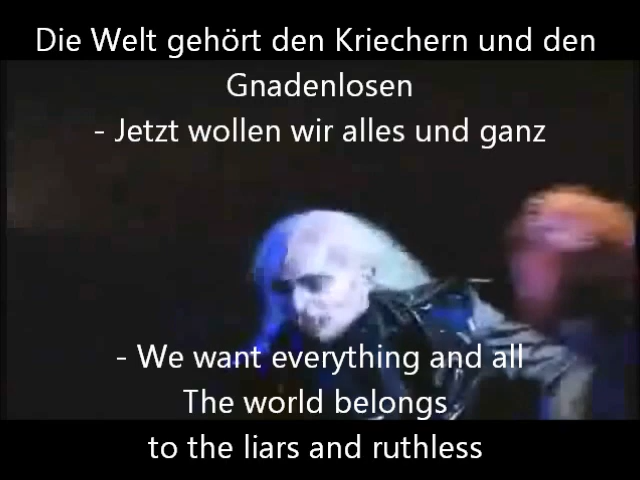 Die Welt gehört den Kriechern und den
Gnadenlosen
- Jetzt wollen wir alles und ganz
- We want everything and all
The world belongs
to the liars and ruthless